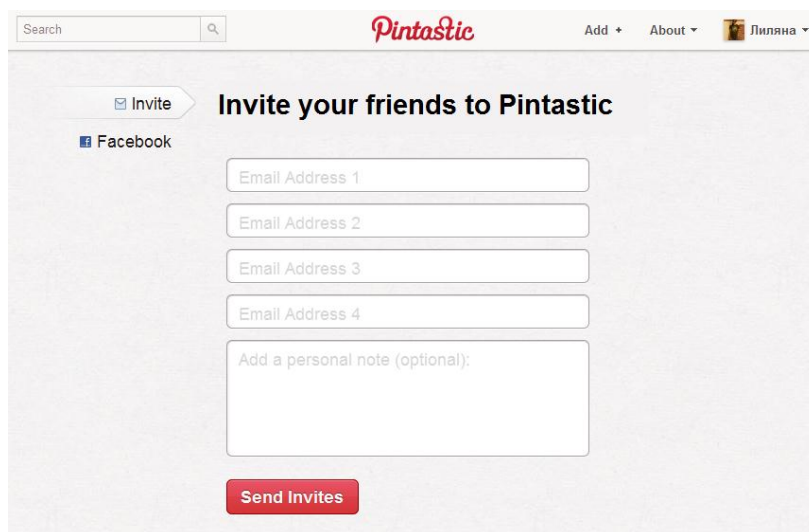 Search Pintastic Add + About Лиляна
Invite Invite your friends to Pintastic
Facebook
Email Address 1
Email Address 2
Email Address 3
Email Address 4
Add a personal note (optional):
Send Invites